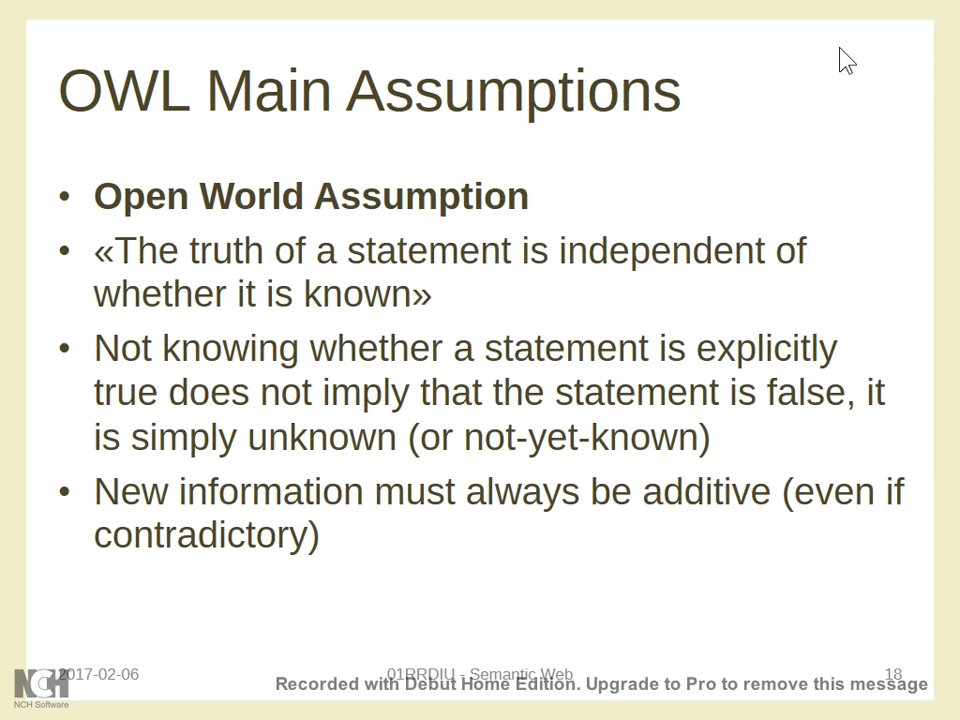 OWL Main Assumptions
• Open World Assumption
• «The truth of a statement is independent of
whether it is known»
• Not knowing whether a statement is explicitly
true does not imply that the statement is false, it
is simply unknown (or not-yet-known)
• New information must always be additive (even if
contradictory)
2017-02-06
01RRDIU - Semantic Web
18
NCH
NCH Software
Recorded with Debut Home Edition. Upgrade to Pro to remove this message